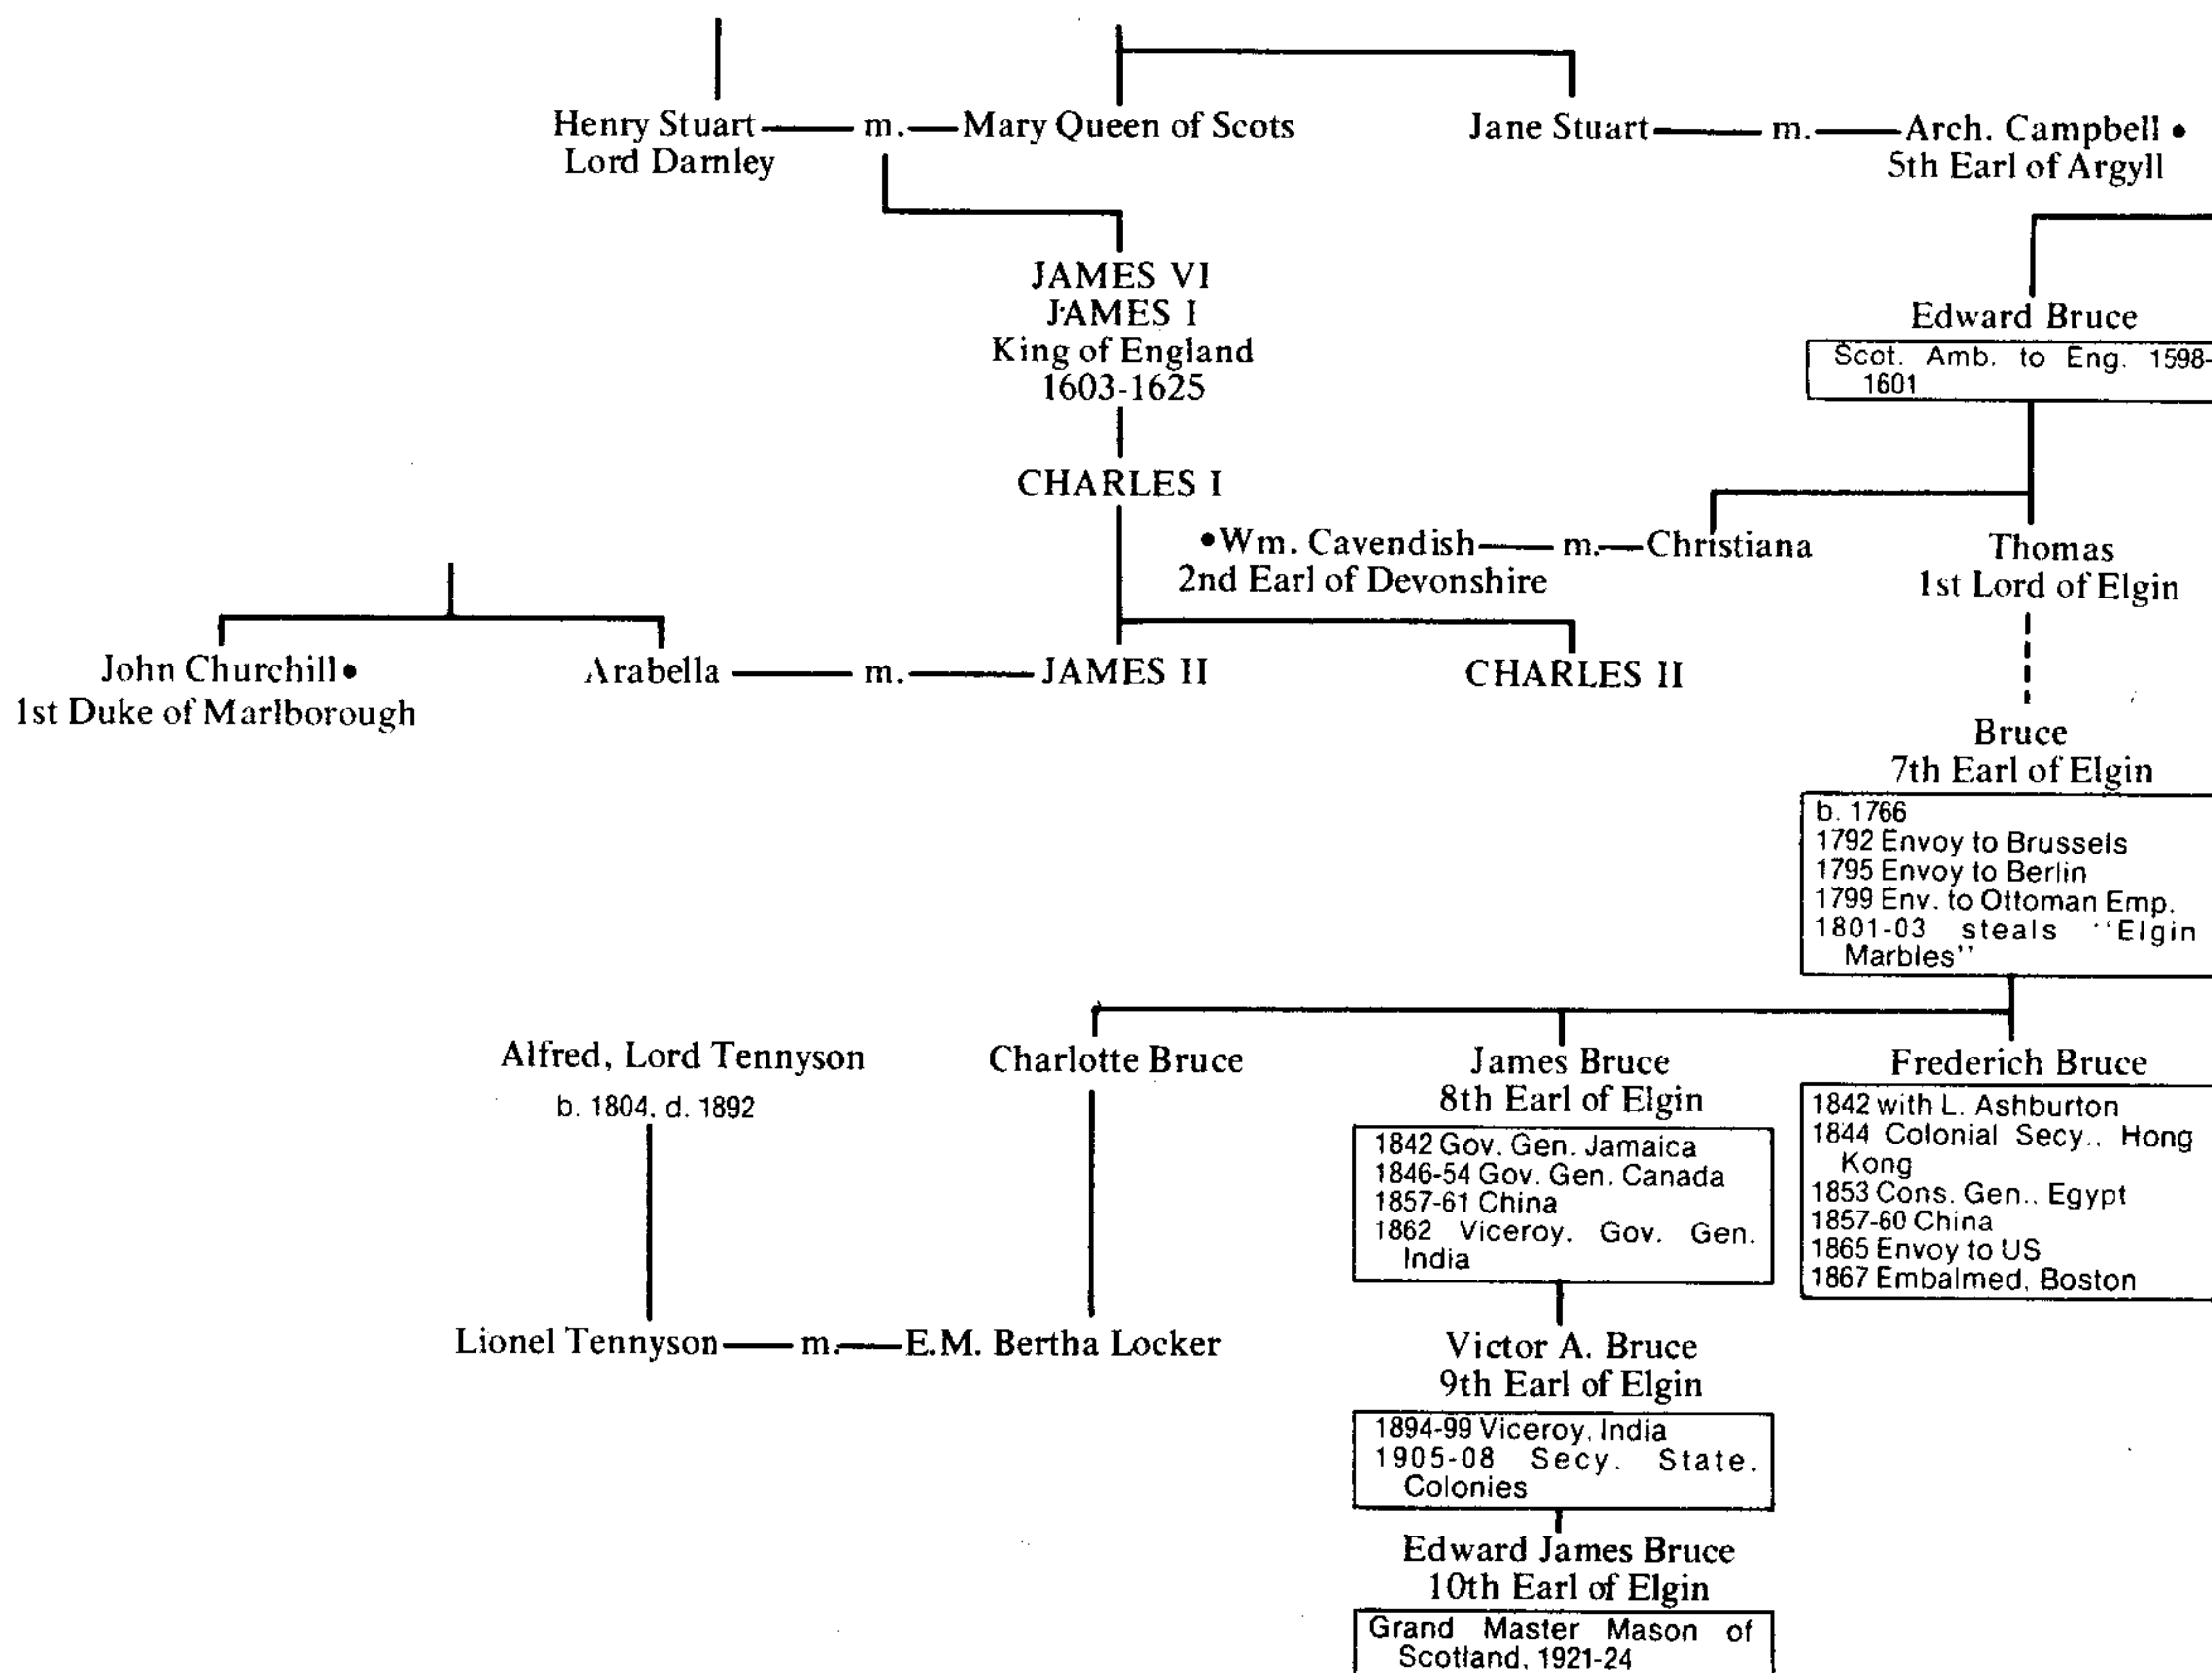 Henry Stuart m. Mary Queen of Scots Jane Stuart m. Arch. Campbell •
Lord Darnley 5th Earl of Argyll
JAMES VI
JAMES I
King of England
1603-1625
Edward Bruce
Scot. Amb. to Eng. 1598-
1601
CHARLES I
•Wm. Cavendish m. Christiana
2nd Earl of Devonshire
Thomas
1st Lord of Elgin
John Churchill •
1st Duke of Marlborough
Arabella m. JAMES II CHARLES II
Bruce
7th Earl of Elgin
b. 1766
1792 Envoy to Brussels
1795 Envoy to Berlin
1799 Env. to Ottoman Emp.
1801-03 steals "Elgin
Marbles"
Alfred, Lord Tennyson
b. 1804, d. 1892
Charlotte Bruce
James Bruce
8th Earl of Elgin
1842 Gov. Gen. Jamaica
1846-54 Gov. Gen. Canada
1857-61 China
1862 Viceroy. Gov. Gen.
India
Frederich Bruce
1842 with L. Ashburton
1844 Colonial Secy.. Hong
Kong
1853 Cons. Gen.. Egypt
1857-60 China
1865 Envoy to US
1867 Embalmed, Boston
Lionel Tennyson m. E.M. Bertha Locker
Victor A. Bruce
9th Earl of Elgin
1894-99 Viceroy, India
1905-08 Secy. State.
Colonies
Edward James Bruce
10th Earl of Elgin
Grand Master Mason of
Scotland, 1921-24